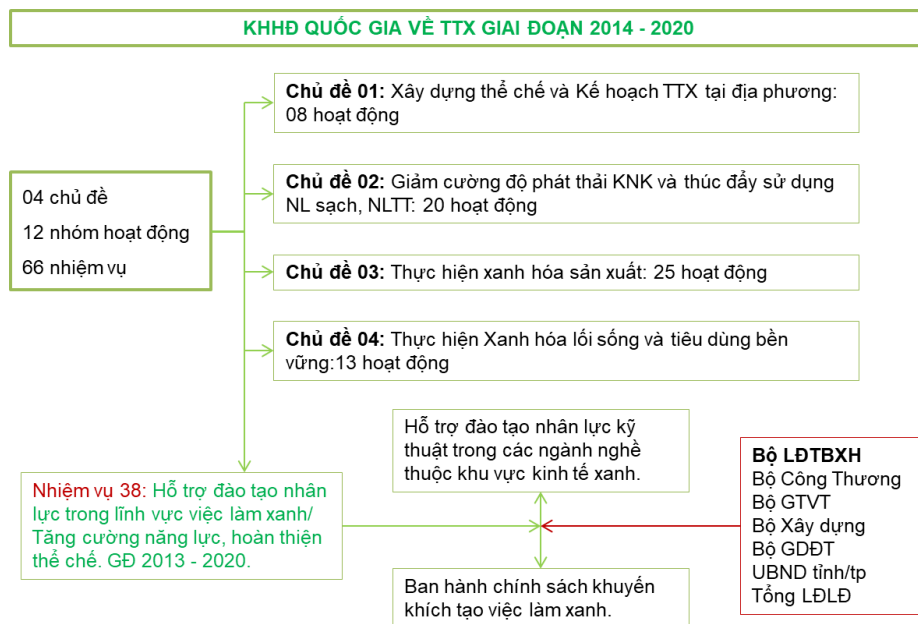 KHHĐ QUỐC GIA VỀ TTX GIAI ĐOẠN 2014 - 2020
Chủ đề 01: Xây dựng thể chế và Kế hoạch TTX tại địa phương:
08 hoạt động
04 chủ đề
12 nhóm hoạt động
66 nhiệm vụ
Chủ đề 02: Giảm cường độ phát thải KNK và thúc đẩy sử dụng
NL sạch, NLTT: 20 hoạt động
Chủ đề 03: Thực hiện xanh hóa sản xuất: 25 hoạt động
Chủ đề 04: Thực hiện Xanh hóa lối sống và tiêu dùng bền
vững:13 hoạt động
Nhiệm vụ 38: Hỗ trợ đào tạo nhân
lực trong lĩnh vực việc làm xanh/
Tăng cường năng lực, hoàn thiện
thể chế. GĐ 2013 - 2020.
Hỗ trợ đào tạo nhân lực kỹ
thuật trong các ngành nghề
thuộc khu vực kinh tế xanh.
Ban hành chính sách khuyến
khích tạo việc làm xanh.
Bộ LĐTBXH
Bộ Công Thương
Bộ GTVT
Bộ Xây dựng
Bộ GDĐT
UBND tỉnh/tp
Tổng LĐLĐ